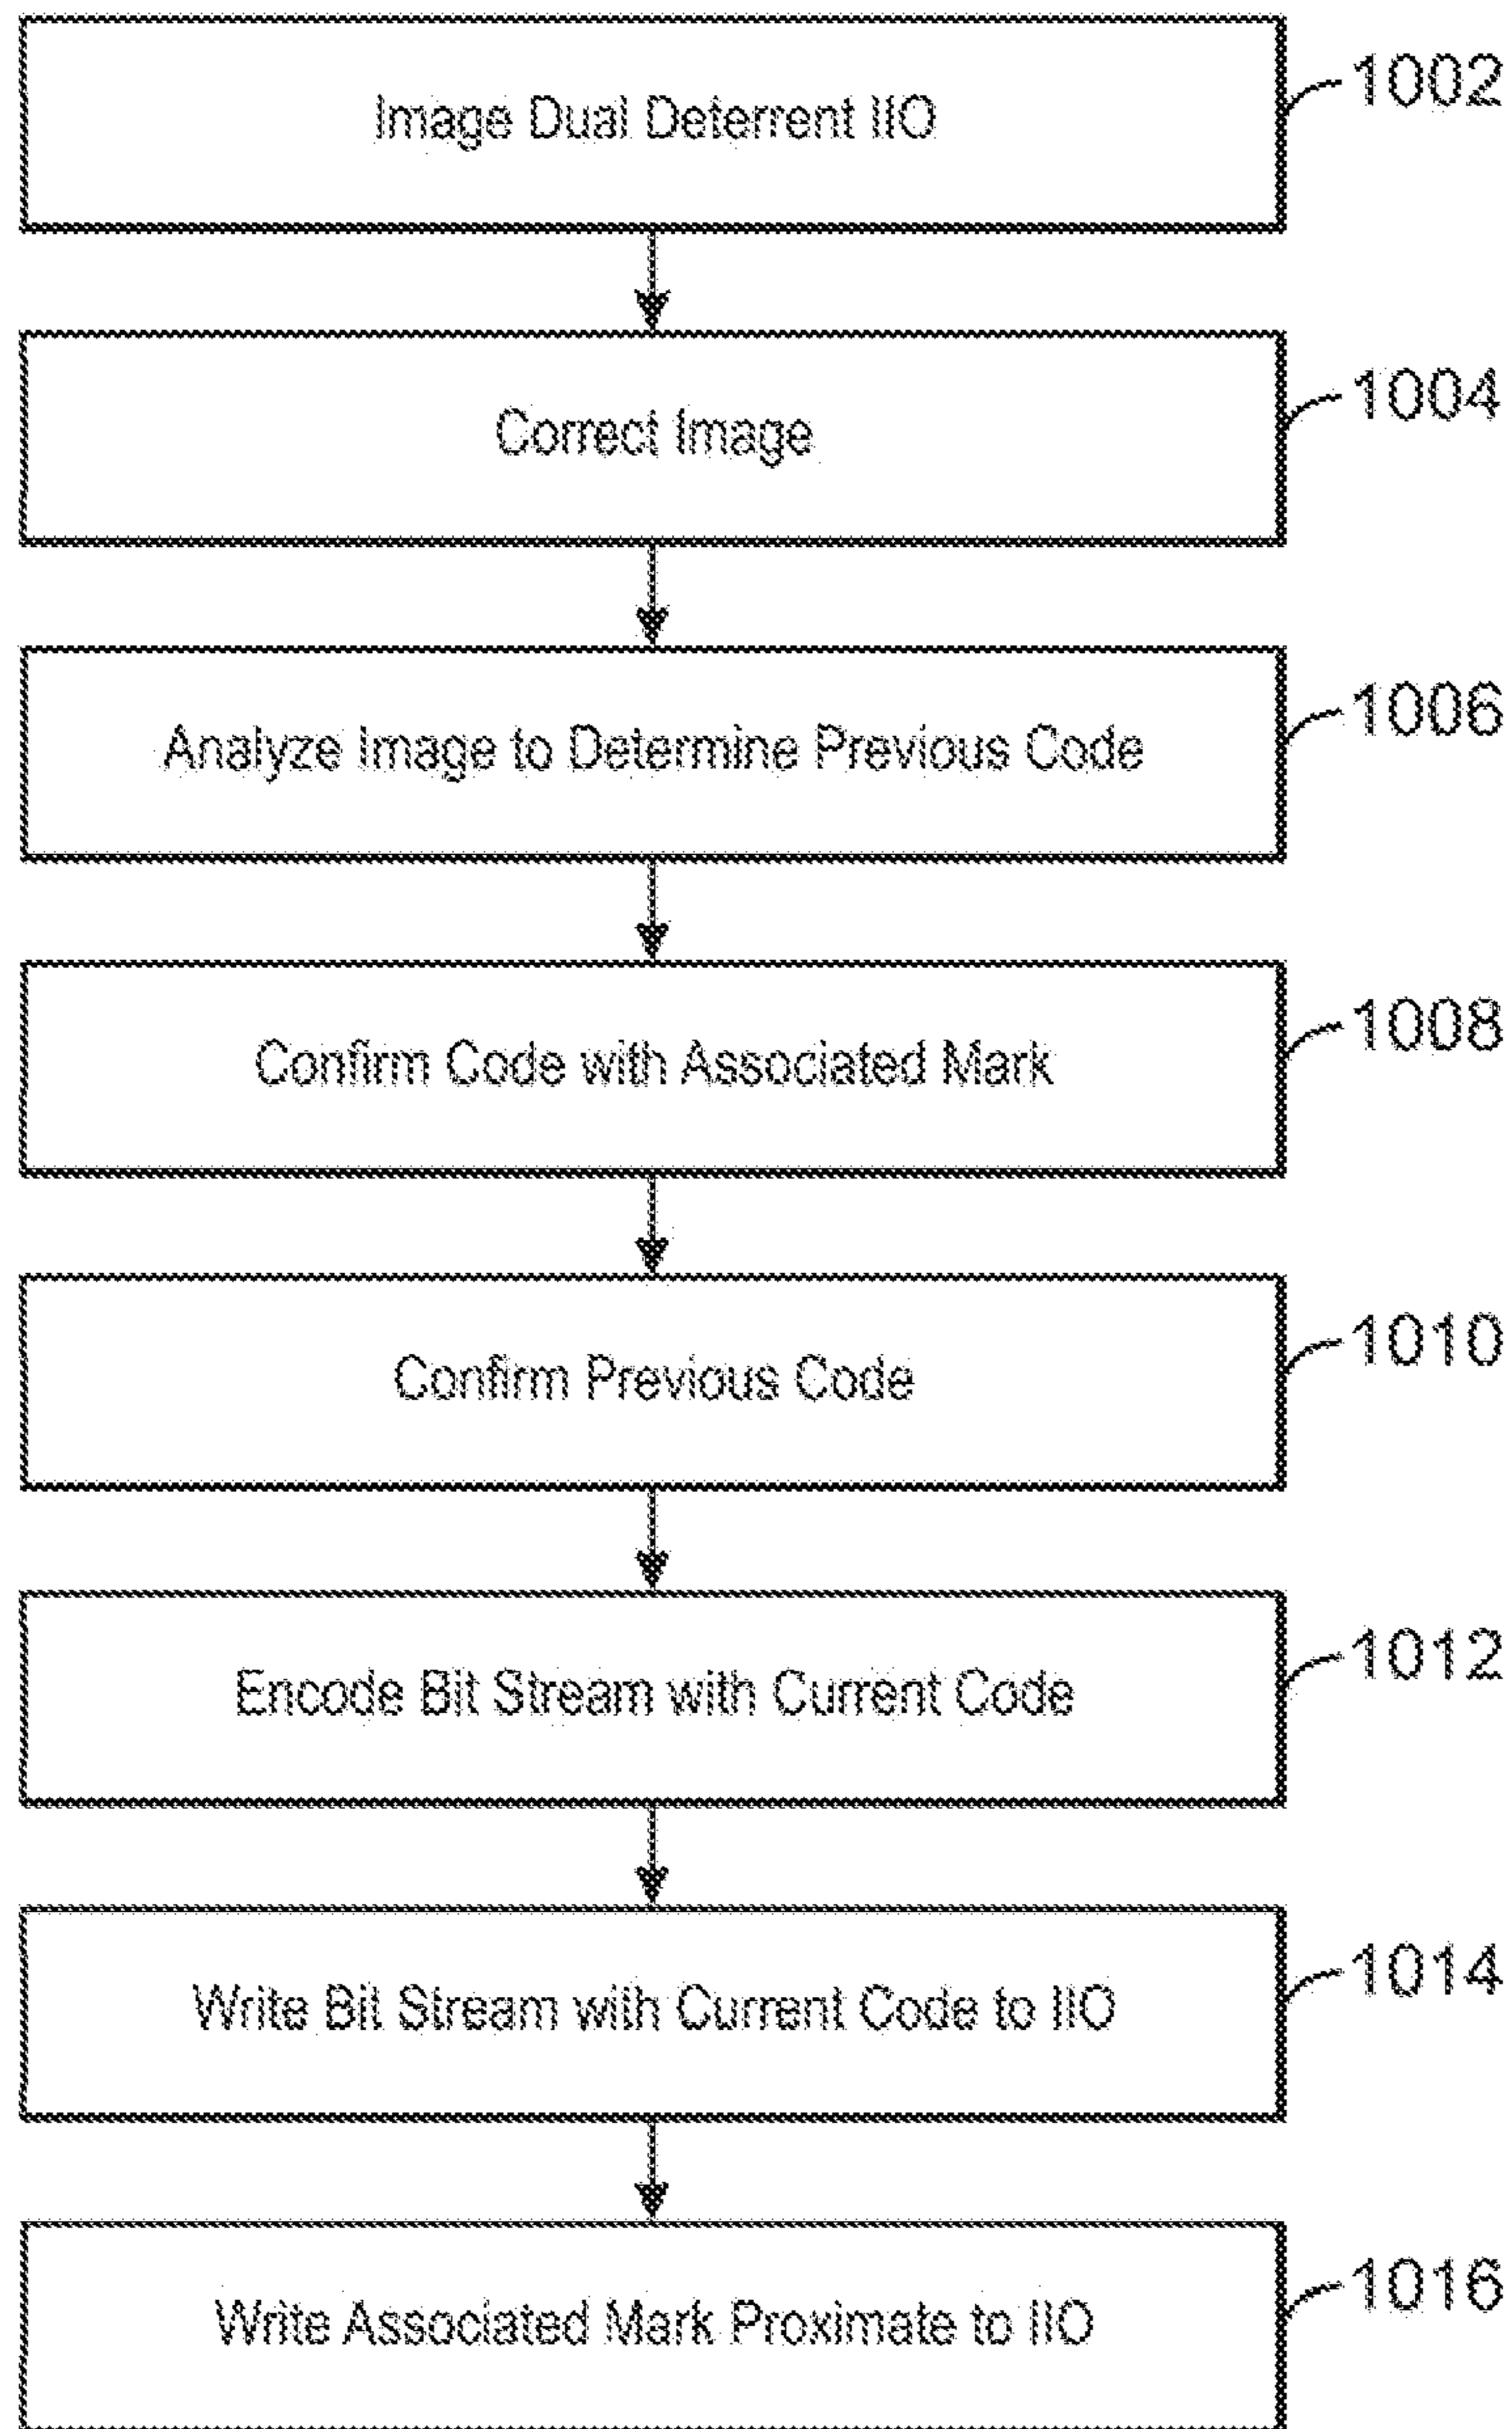 Image Dual Deterrent IIO
1002
Correct Image
1004
Analyze Image to Determine Previous Code
1006
Confirm Code with Associated Mark
1008
Confirm Previous Code
1010
Encode Bit Stream with Current Code
1012
Write Bit Stream with Current Code to IIO
1014
Write Associated Mark Proximate to IIO
1016